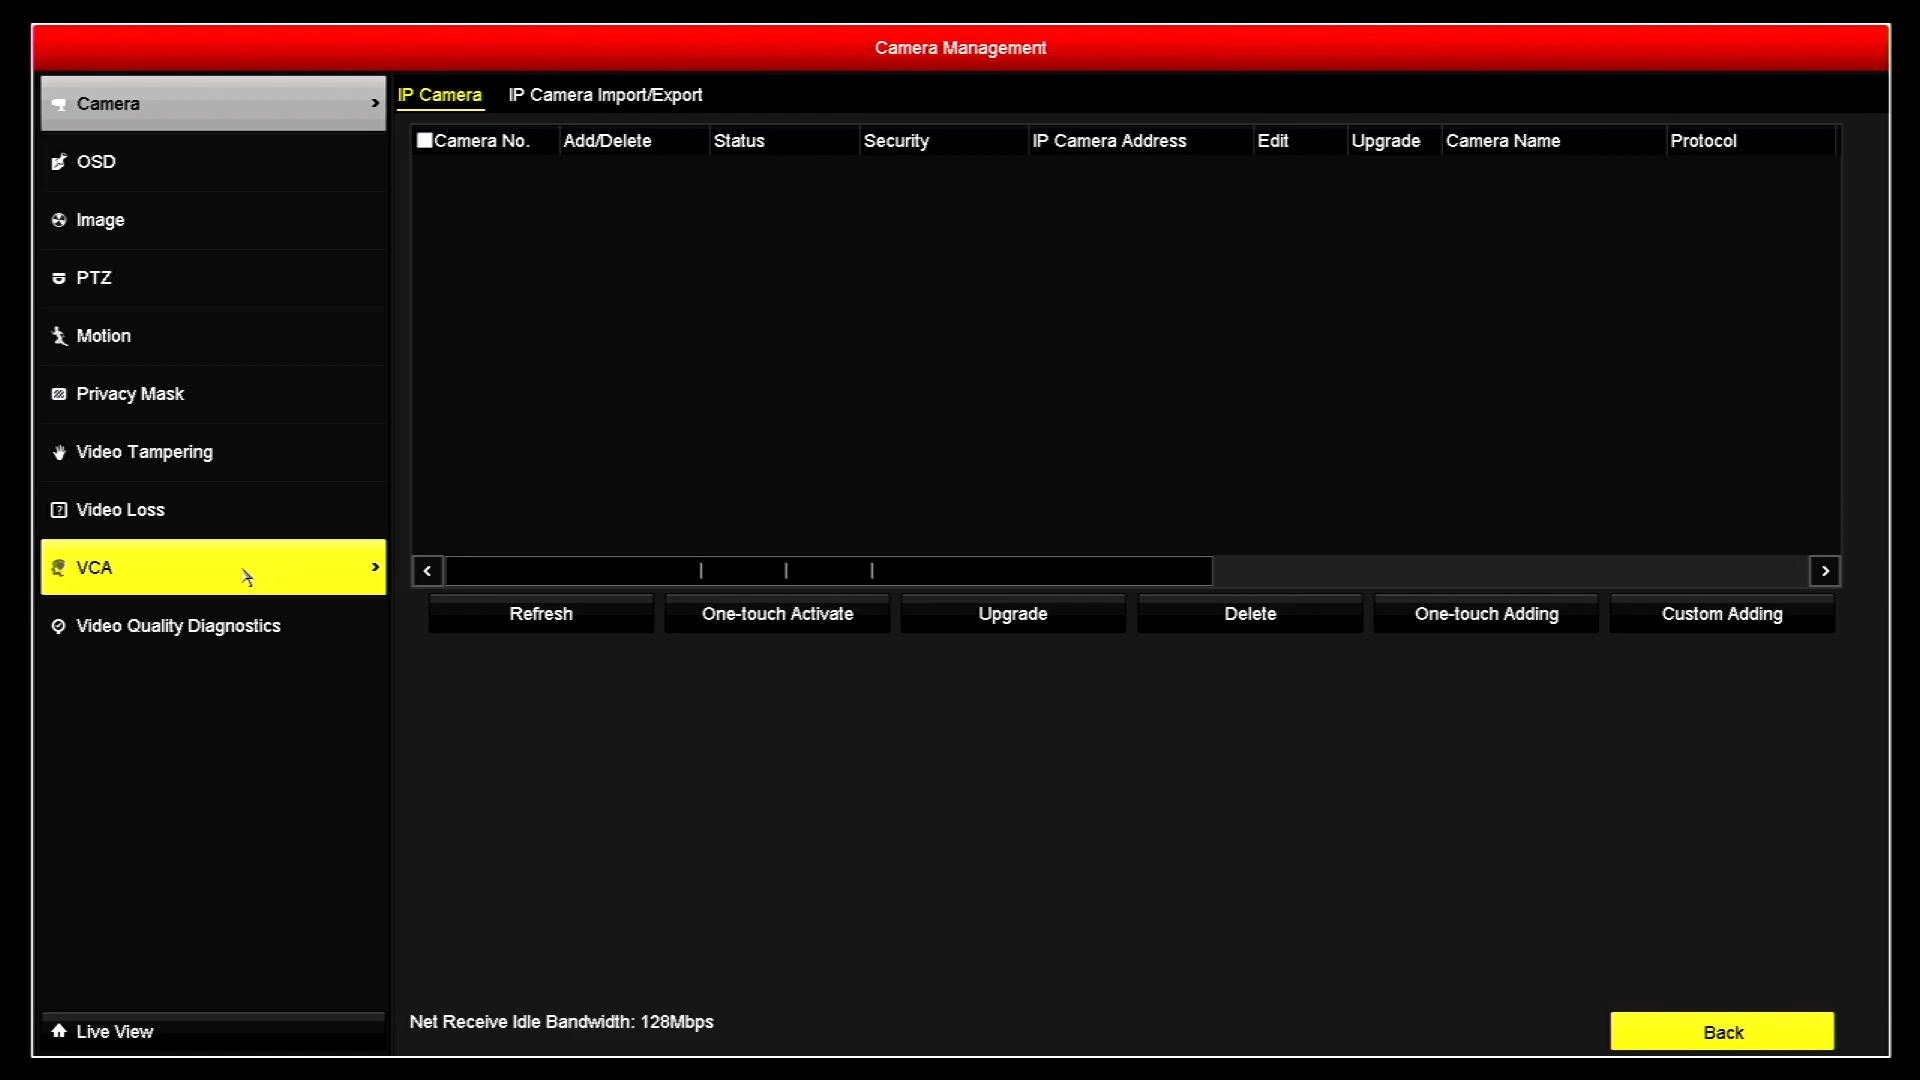 Camera Management
Camera
OSD
Image
PTZ
Motion
Privacy Mask
Video Tampering
Video Loss
VCA
Video Quality Diagnostics
Live View
IP Camera IP Camera Import/Export
Camera No. Add/Delete Status Security IP Camera Address Edit Upgrade Camera Name Protocol
Refresh One-touch Activate Upgrade Delete One-touch Adding Custom Adding
Net Receive Idle Bandwidth: 128Mbps
Back